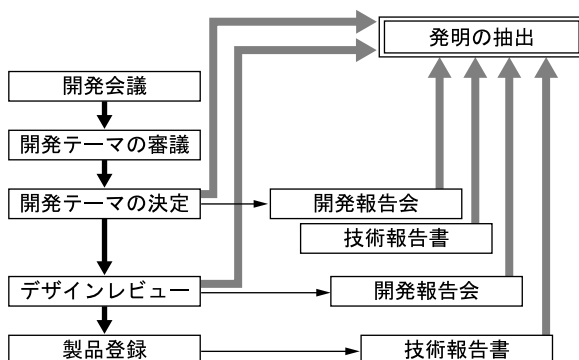 発明の抽出
開発会議
開発テーマの審議
開発テーマの決定
開発報告会
技術報告書
デザインレビュー
開発報告会
製品登録
技術報告書